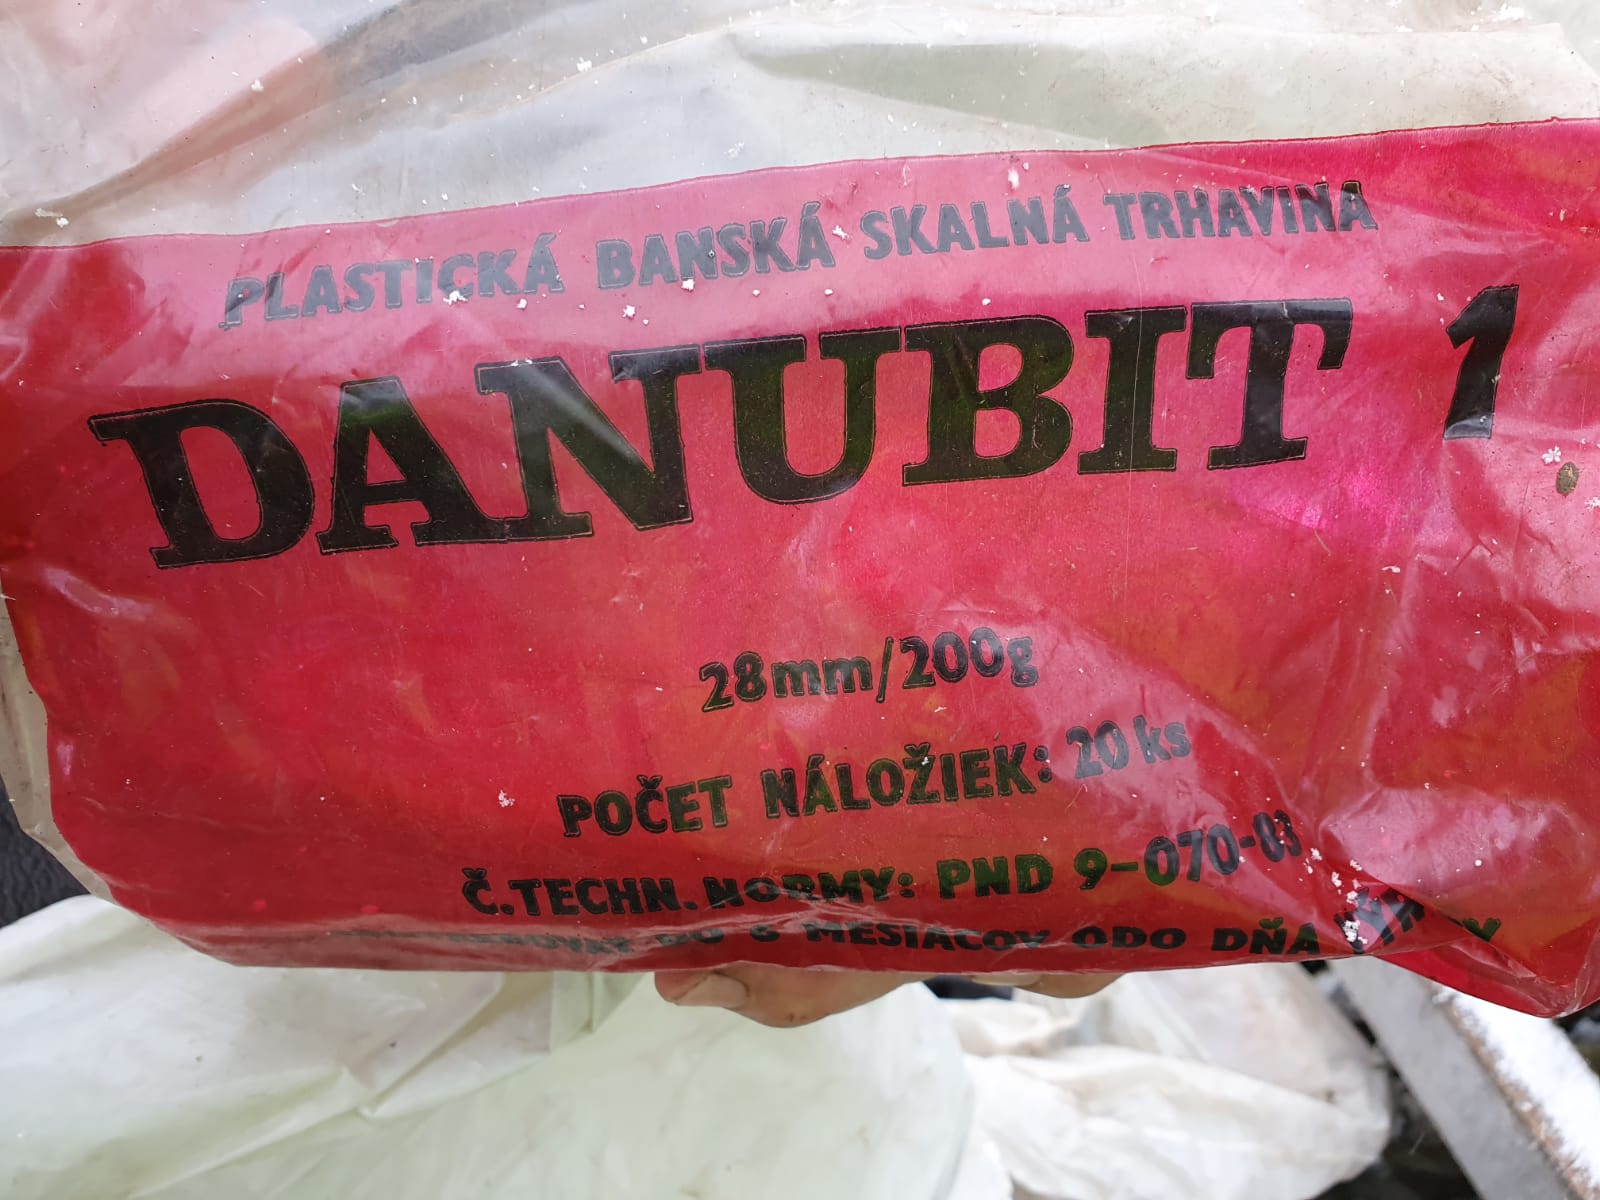 PLASTICKÁ BANSKÁ SKALNÁ TRHAVINA
DANUBIT 1
28mm/200g
POČET NÁLOŽIEK: 20 ks
Č.TECHN.NORMY: PND 9-070-83
DO 6 MESIACOV ODO DŇA